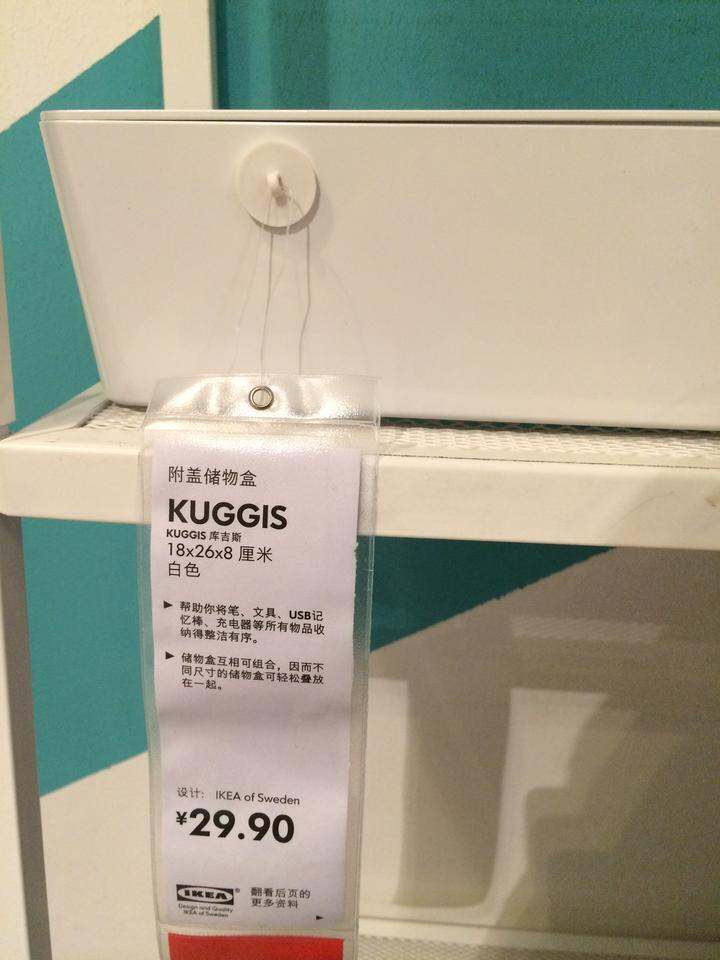 附盖储物盒
KUGGIS
KUGGIS 库吉斯
18x26x8 厘米
白色
▶ 帮助你将笔、文具、USB记
忆棒、充电器等所有物品收
纳得整洁有序。
▶ 储物盒互相可组合，因而不
同尺寸的储物盒可轻松叠放
在一起。
设计： IKEA of Sweden
¥29.90
IKEA®
Design and Quality
IKEA of Sweden
翻看后页的
更多资料 ▶